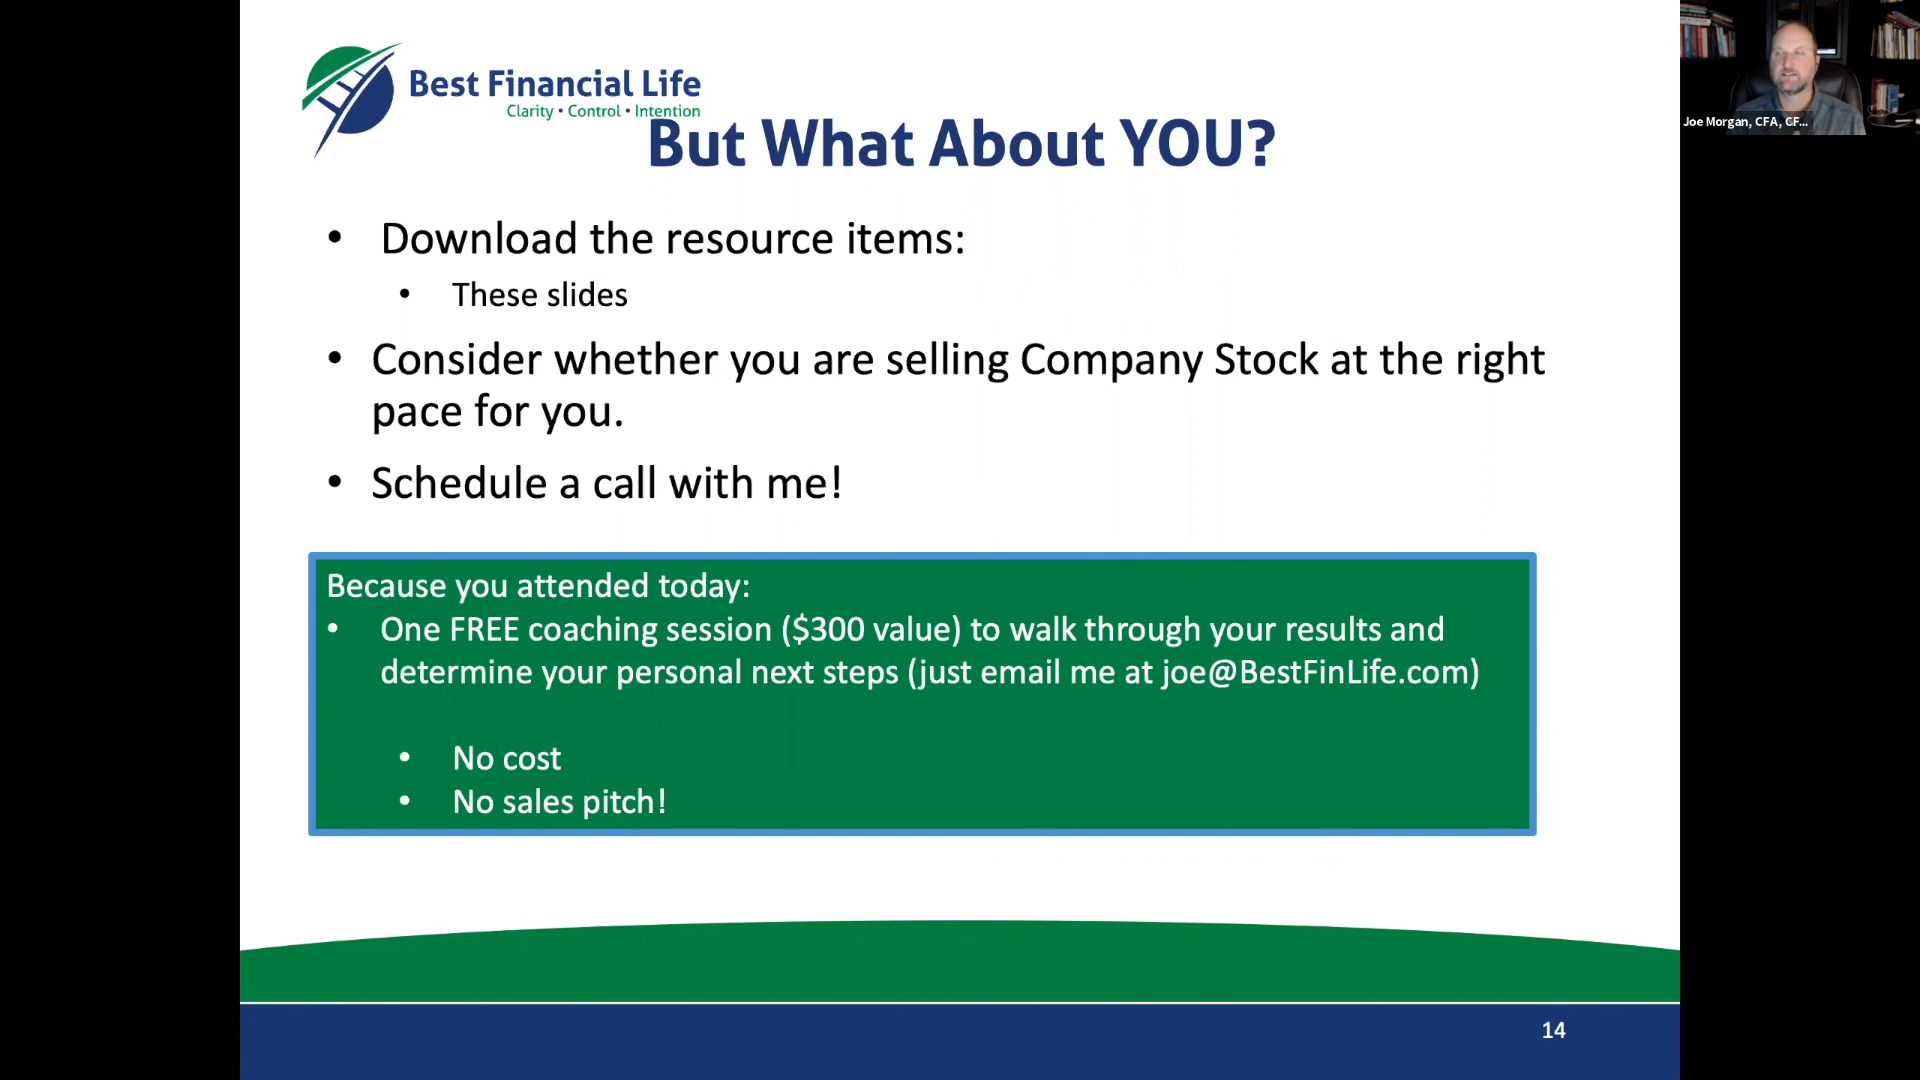 Best Financial Life
Clarity • Control • Intention
But What About YOU?
• Download the resource items:
• These slides
• Consider whether you are selling Company Stock at the right
pace for you.
• Schedule a call with me!
Because you attended today:
• One FREE coaching session ($300 value) to walk through your results and
determine your personal next steps (just email me at joe@BestFinLife.com)
• No cost
• No sales pitch!
14
Joe Morgan, CFA, CF...